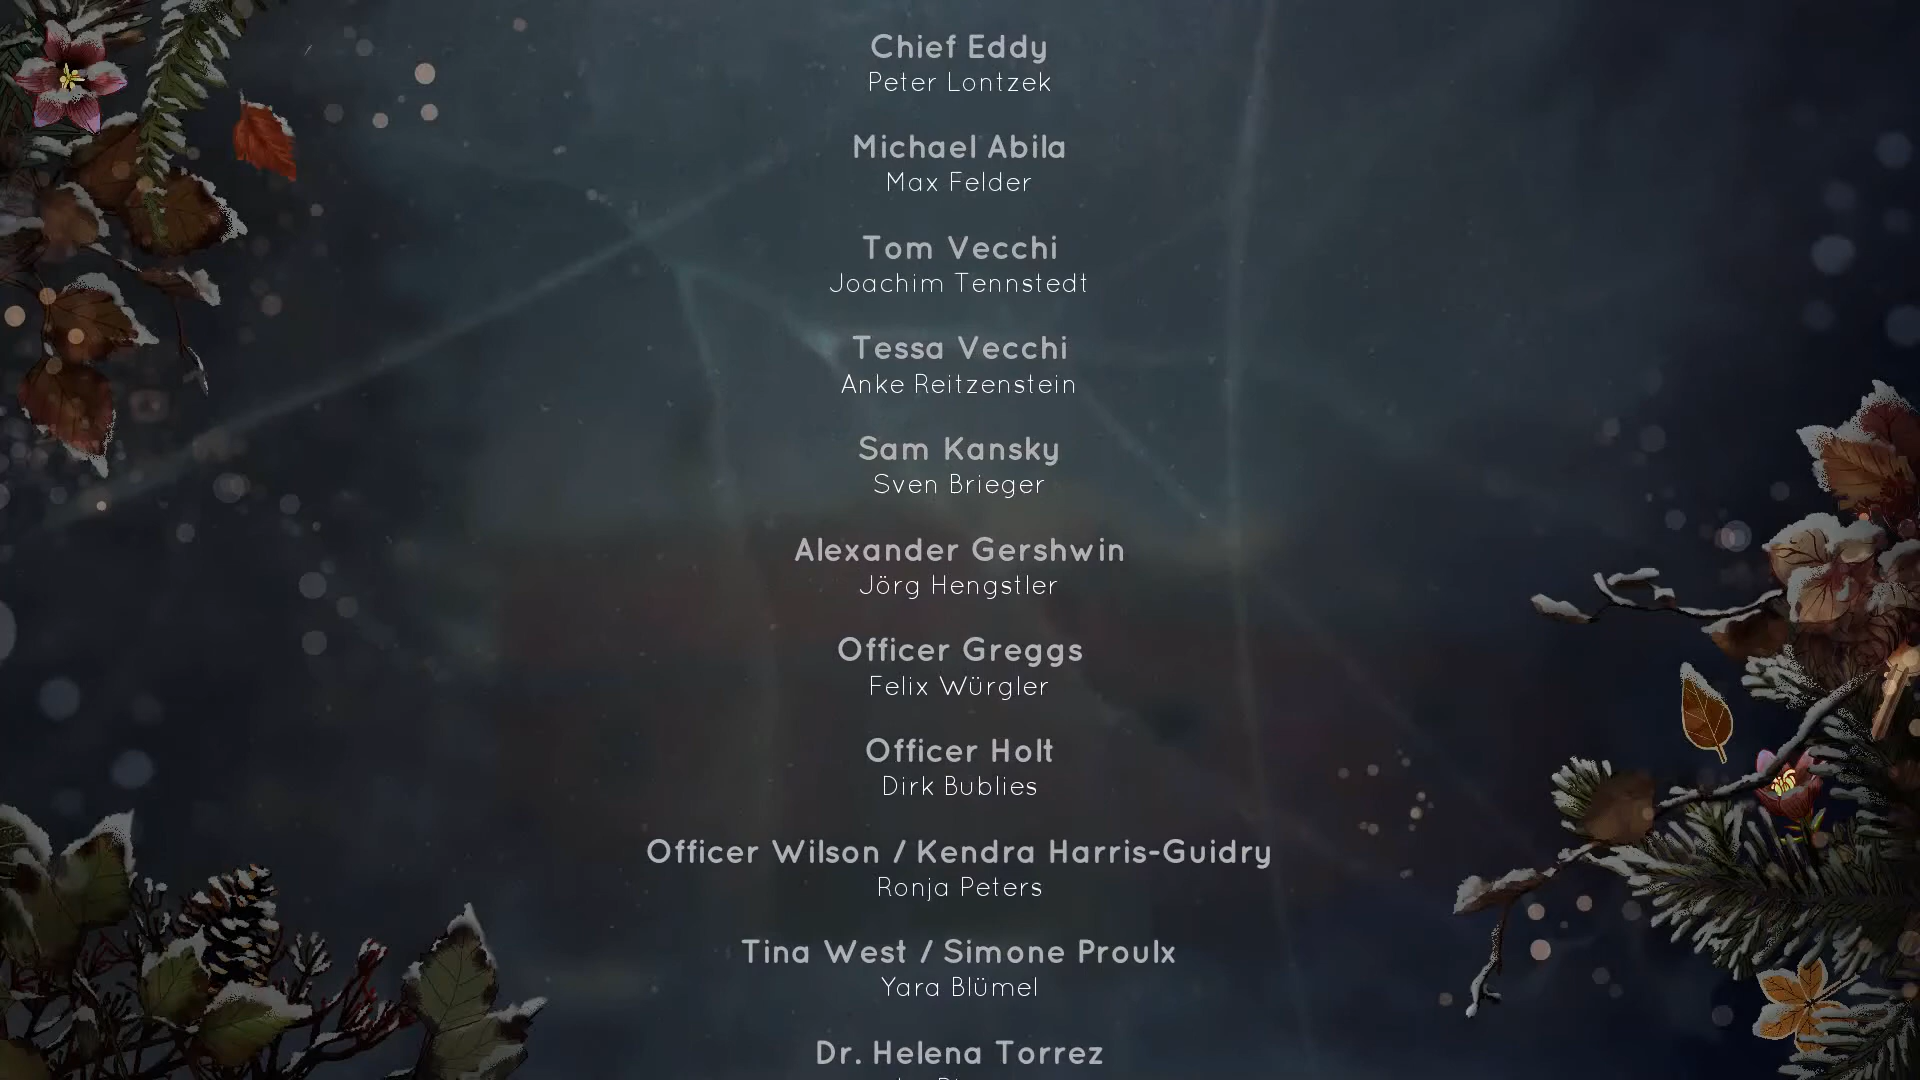 Chief Eddy
Peter Lontzek
Michael Abila
Max Felder
Tom Vecchi
Joachim Tennstedt
Tessa Vecchi
Anke Reitzenstein
Sam Kansky
Sven Brieger
Alexander Gershwin
Jörg Hengstler
Officer Greggs
Felix Würgler
Officer Holt
Dirk Bublies
Officer Wilson / Kendra Harris-Guidry
Ronja Peters
Tina West / Simone Proulx
Yara Blümel
Dr. Helena Torrez